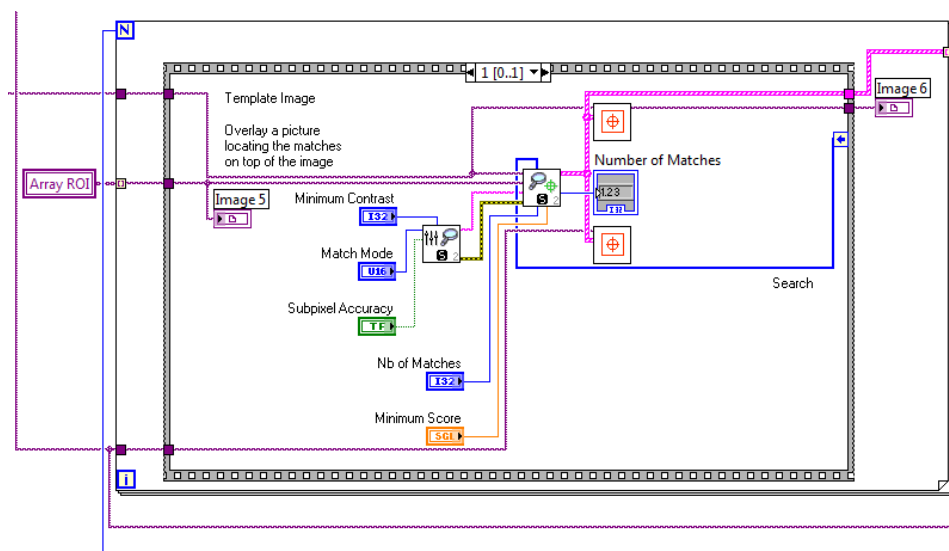 N
1 [0..1]
Template Image
Image 6
Overlay a picture
locating the matches
on top of the image
Number of Matches
Array ROI
Image 5
Minimum Contrast
1.23
I32
S 2
Match Mode
S 2
U16
Search
Subpixel Accuracy
TF
Nb of Matches
I32
Minimum Score
SGL
i